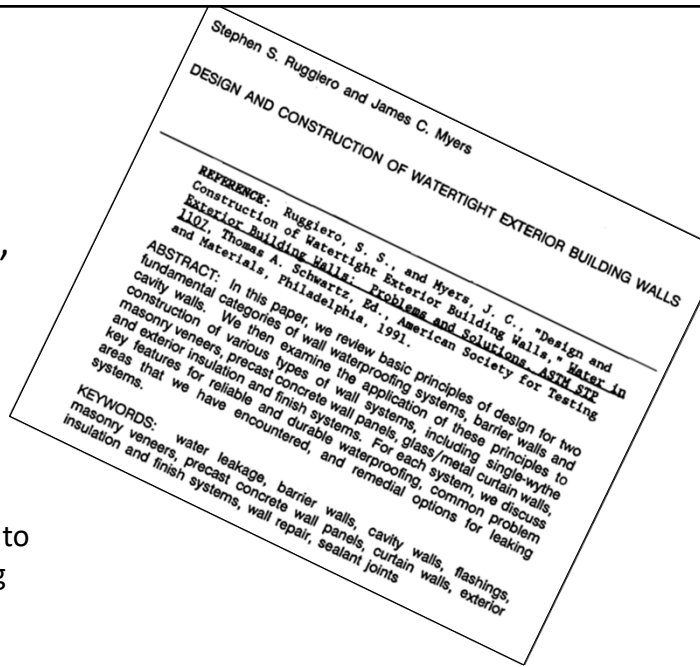 ,
to
g
Stephen S. Ruggiero and James C. Myers
DESIGN AND CONSTRUCTION OF WATERTIGHT EXTERIOR BUILDING WALLS
REFERENCE: Ruggiero, S. S., and Myers, J. C., "Design and
Construction of Watertight Exterior Building Walls," Water in
Exterior Building Walls: Problems and Solutions, ASTM STP
1107, Thomas A. Schwartz, Ed., American Society for Testing
and Materials, Philadelphia, 1991.
ABSTRACT: In this paper, we review basic principles of design for two
fundamental categories of wall waterproofing systems, barrier walls and
cavity walls. We then examine the application of these principles to
construction of various types of wall systems, including single-wythe
masonry veneers, precast concrete wall panels, glass/metal curtain walls,
and exterior insulation and finish systems. For each system, we discuss
key features for reliable and durable waterproofing, common problem
areas that we have encountered, and remedial options for leaking
systems.
KEYWORDS: water leakage, barrier walls, cavity walls, flashings,
masonry veneers, precast concrete wall panels, curtain walls, exterior
insulation and finish systems, wall repair, sealant joints